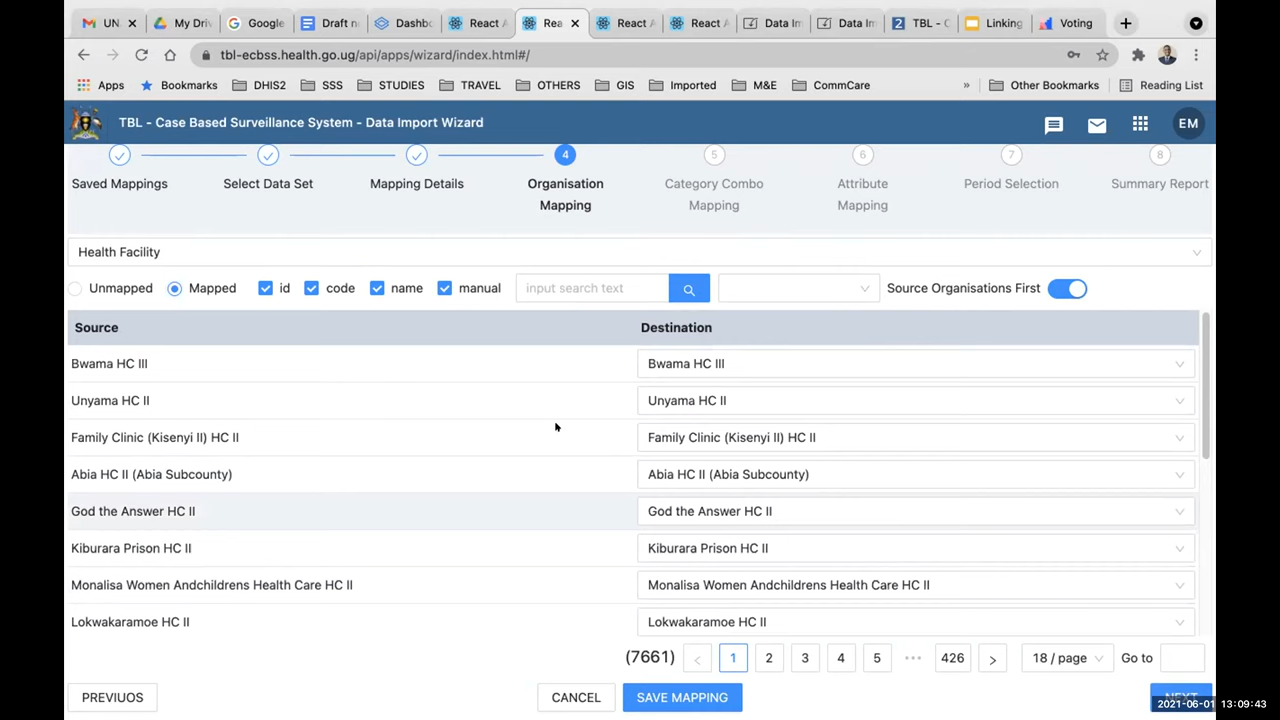 UN. My Driv Google Draft n Dashbo React A Rea React A React A Data Im Data Im TBL - C Linking Voting
tbl-ecbss.health.go.ug/api/apps/wizard/index.html#/
Apps Bookmarks DHIS2 SSS STUDIES TRAVEL OTHERS GIS Imported M&E CommCare » Other Bookmarks Reading List
TBL - Case Based Surveillance System - Data Import Wizard EM
4 5 6 7 8
Saved Mappings Select Data Set Mapping Details Organisation Mapping Category Combo Mapping Attribute Mapping Period Selection Summary Report
Health Facility
Unmapped Mapped id code name manual input search text Source Organisations First
Source Destination
Bwama HC III Bwama HC III
Unyama HC II Unyama HC II
Family Clinic (Kisenyi II) HC II Family Clinic (Kisenyi II) HC II
Abia HC II (Abia Subcounty) Abia HC II (Abia Subcounty)
God the Answer HC II God the Answer HC II
Kiburara Prison HC II Kiburara Prison HC II
Monalisa Women Andchildrens Health Care HC II Monalisa Women Andchildrens Health Care HC II
Lokwakaramoe HC II Lokwakaramoe HC II
(7661) < 1 2 3 4 5 ••• 426 > 18 / page Go to
PREVIUOS CANCEL SAVE MAPPING NEXT
2021-06-01 13:09:43